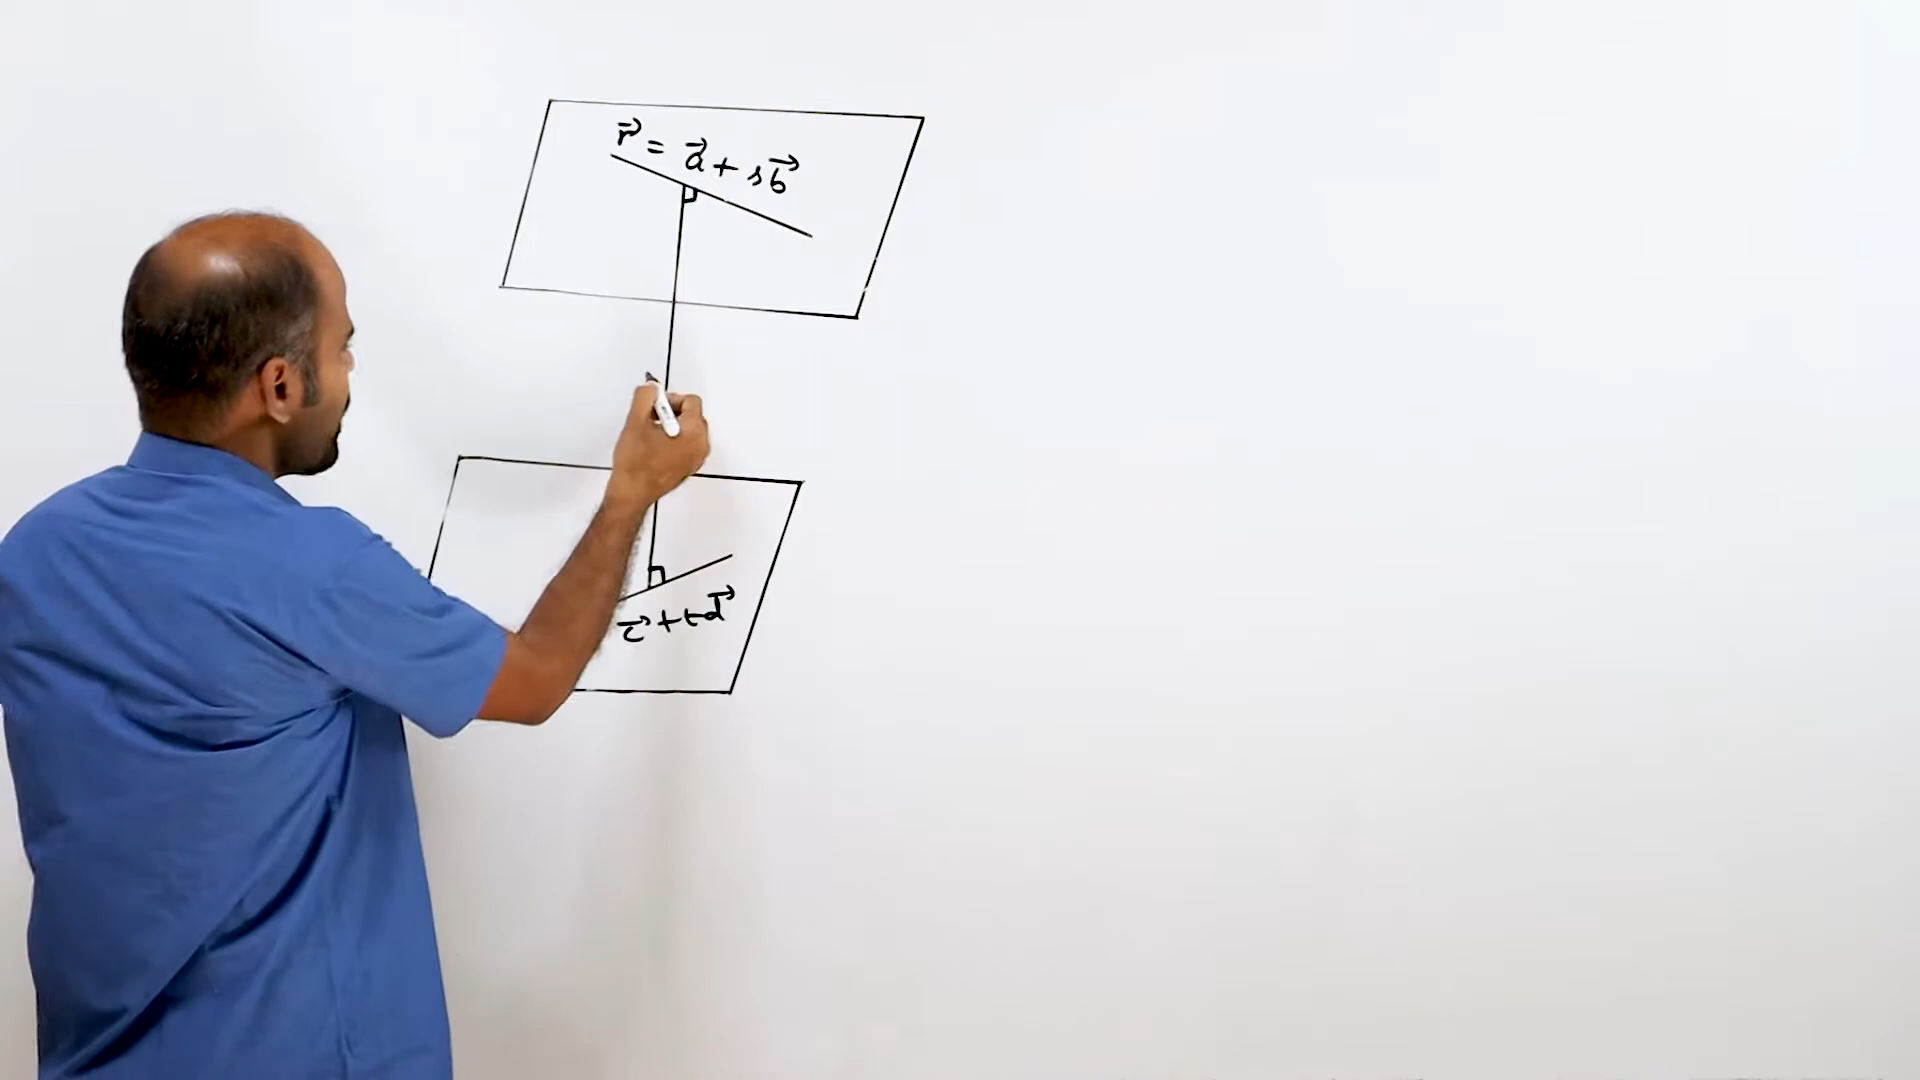 r⃗ = a⃗ + sb⃗
c⃗ + td⃗